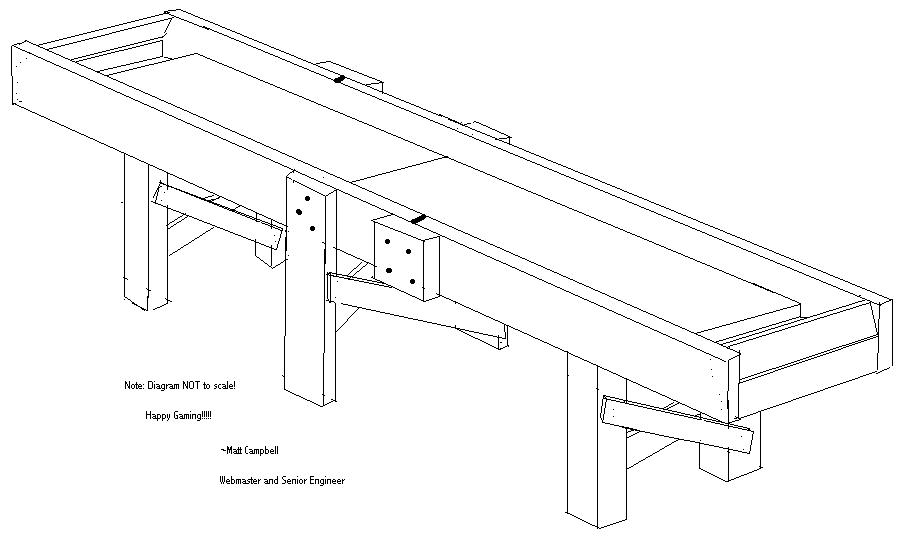 Note: Diagram NOT to scale!
Happy Gaming!!!!!
~Matt Campbell
Webmaster and Senior Engineer